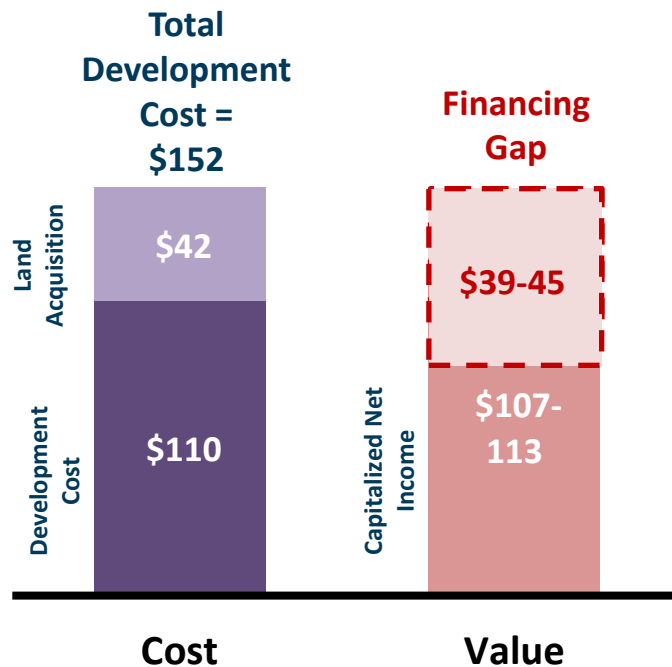 Total
Development
Cost =
$152
Financing
Gap
Land
Acquisition
$42
$39-45
Development
Cost
$110
Capitalized Net
Income
$107-
113
Cost
Value